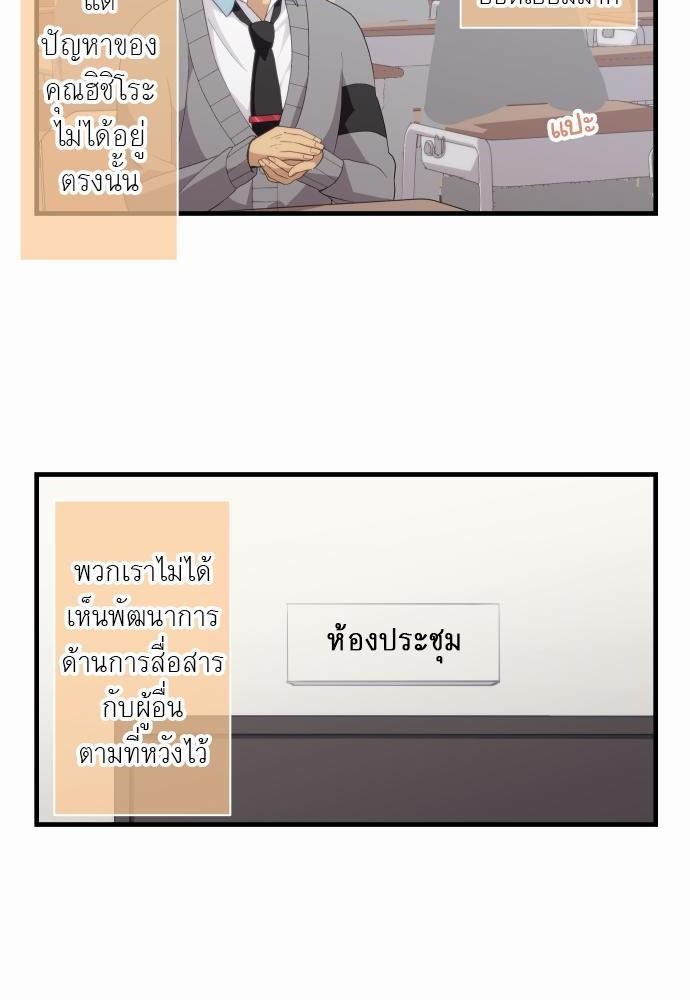 แต่
ปัญหาของ
คุณฮิชิโระ
ไม่ได้อยู่
ตรงนั้น
แปะ
พวกเราไม่ได้
เห็นพัฒนาการ
ด้านการสื่อสาร
กับผู้อื่น
ตามที่หวังไว้
ห้องประชุม